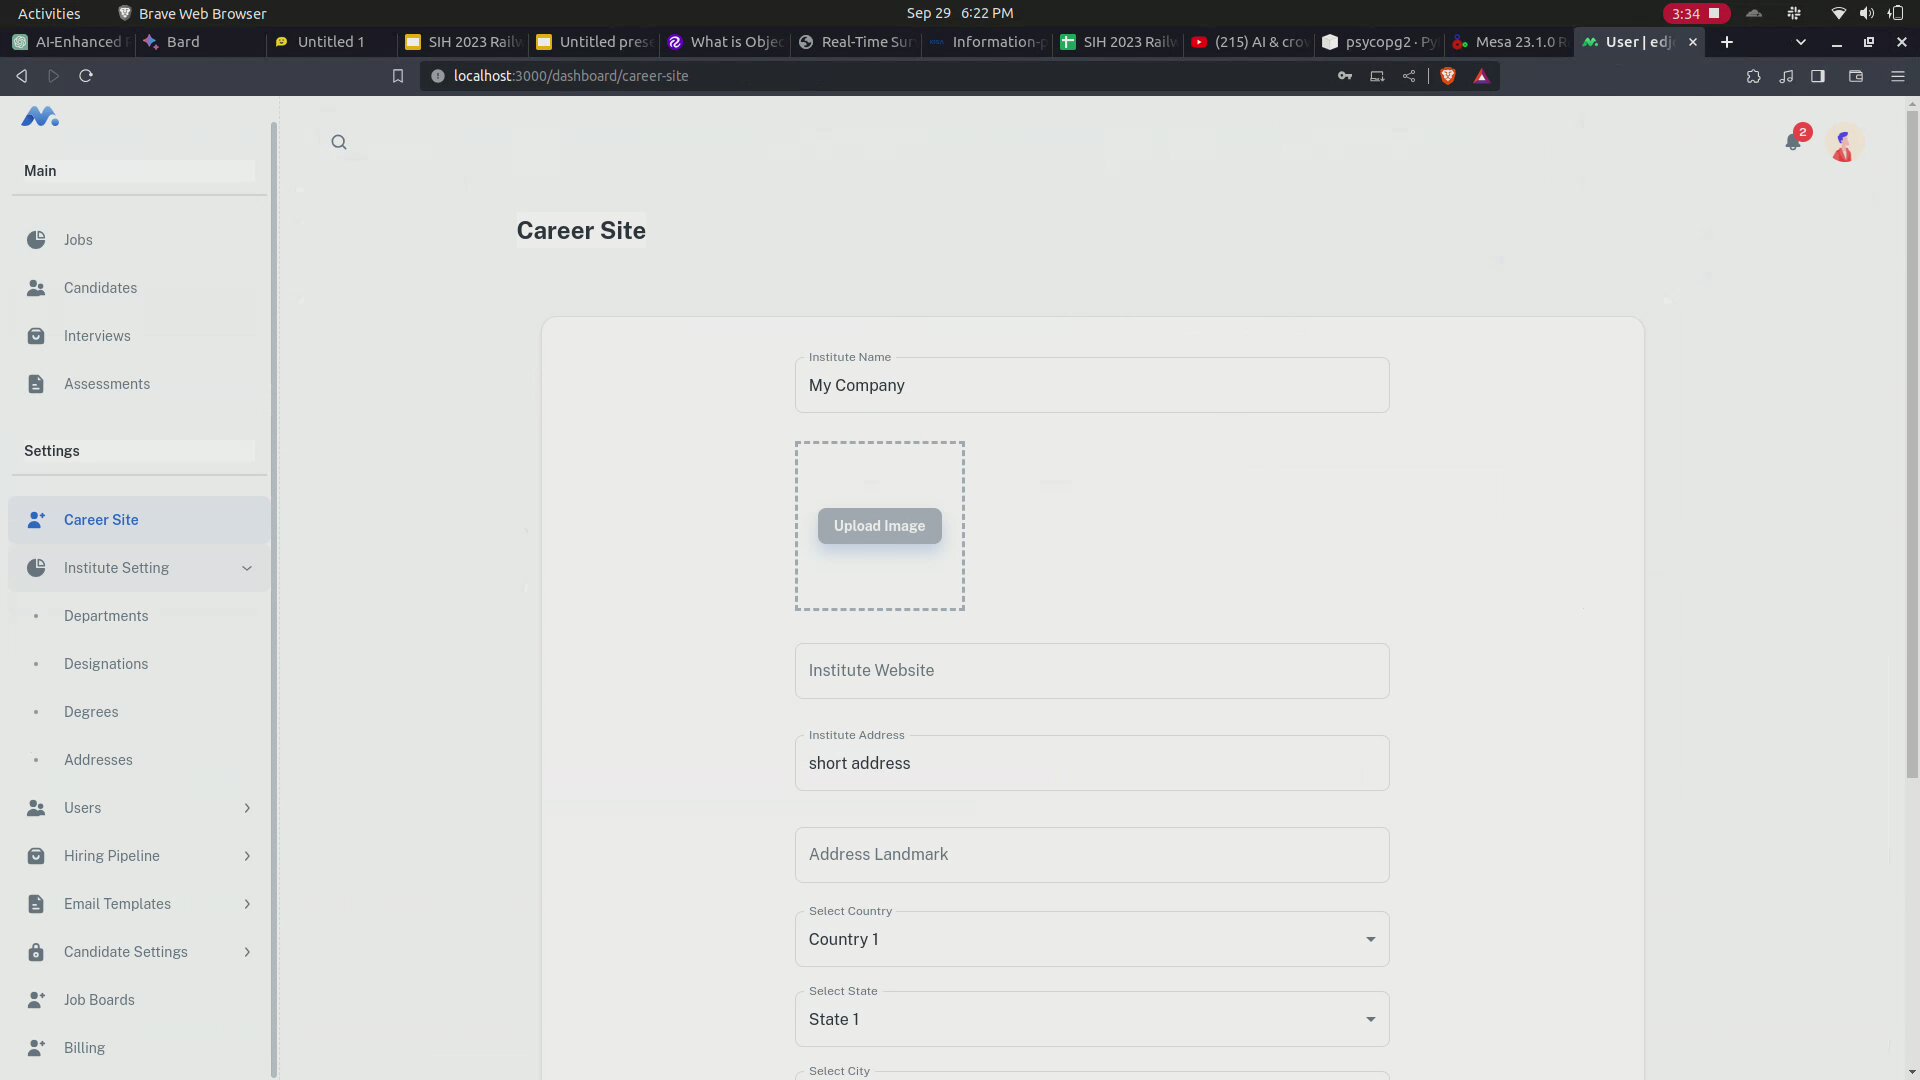 Activities Brave Web Browser Sep 29 6:22 PM 3:34
AI-Enhanced Bard Untitled 1 SIH 2023 Railw Untitled prese What is Objec Real-Time Sur Information-p SIH 2023 Railw (215) AI & crow psycopg2 · Py Mesa 23.1.0 R User | edj
localhost:3000/dashboard/career-site
2
Main
Jobs
Candidates
Interviews
Assessments
Settings
Career Site
Institute Setting
Departments
Designations
Degrees
Addresses
Users
Hiring Pipeline
Email Templates
Candidate Settings
Job Boards
Billing
Career Site
Institute Name
My Company
Upload Image
Institute Website
Institute Address
short address
Address Landmark
Select Country
Country 1
Select State
State 1
Select City